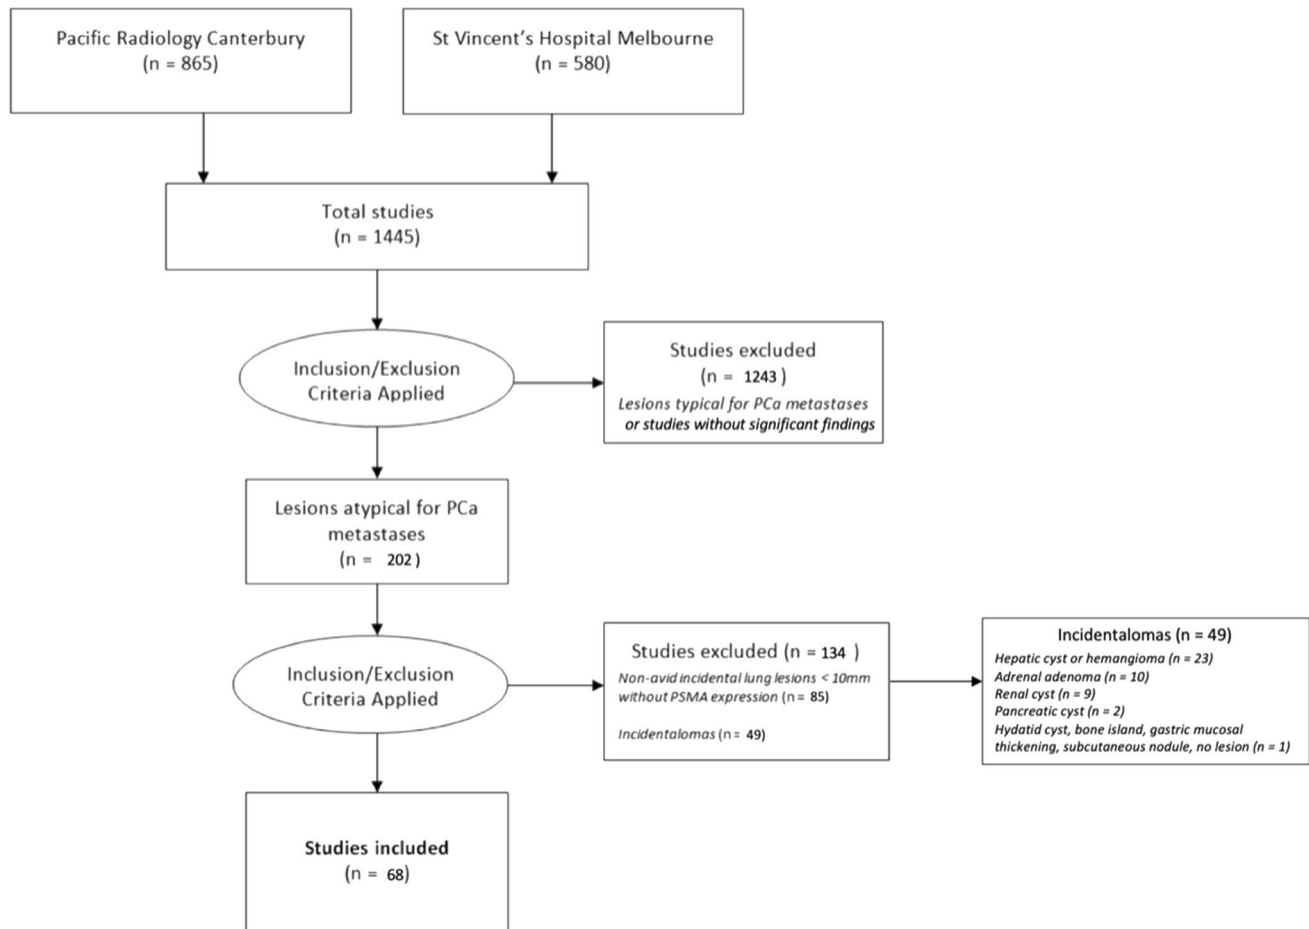 Pacific Radiology Canterbury
(n = 865)
St Vincent's Hospital Melbourne
(n = 580)
Total studies
(n = 1445)
Inclusion/Exclusion
Criteria Applied
Studies excluded
(n = 1243 )
Lesions typical for PCa metastases
or studies without significant findings
Lesions atypical for PCa
metastases
(n = 202 )
Inclusion/Exclusion
Criteria Applied
Studies excluded (n = 134 )
Non-avid incidental lung lesions < 10mm
without PSMA expression (n = 85)
Incidentalomas (n = 49)
Incidentalomas (n = 49)
Hepatic cyst or hemangioma (n = 23)
Adrenal adenoma (n = 10)
Renal cyst (n = 9)
Pancreatic cyst (n = 2)
Hydatid cyst, bone island, gastric mucosal
thickening, subcutaneous nodule, no lesion (n = 1)
Studies included
(n = 68)